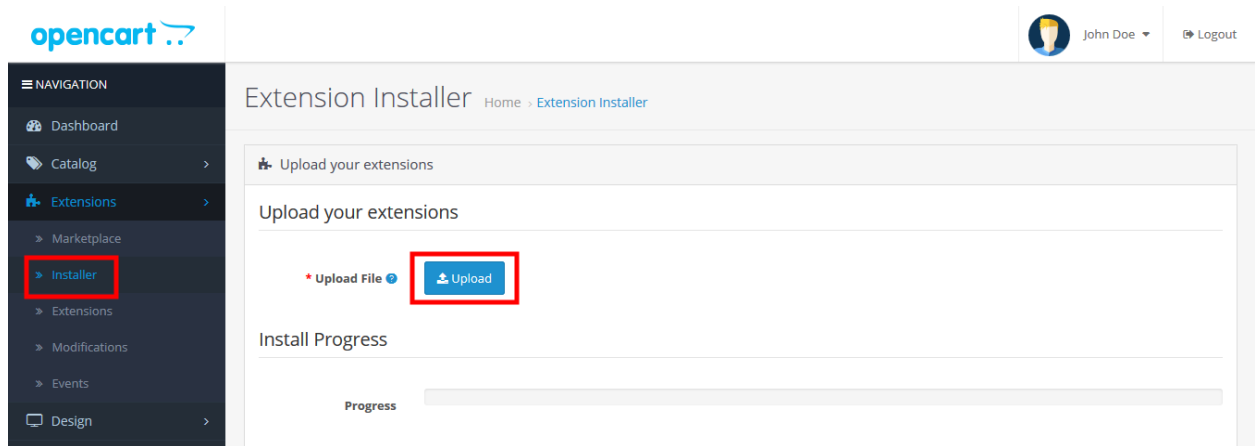 opencart
John Doe
Logout
NAVIGATION
Dashboard
Catalog
Extensions
Marketplace
Installer
Extensions
Modifications
Events
Design
Extension Installer Home › Extension Installer
Upload your extensions
Upload your extensions
* Upload File ? Upload
Install Progress
Progress